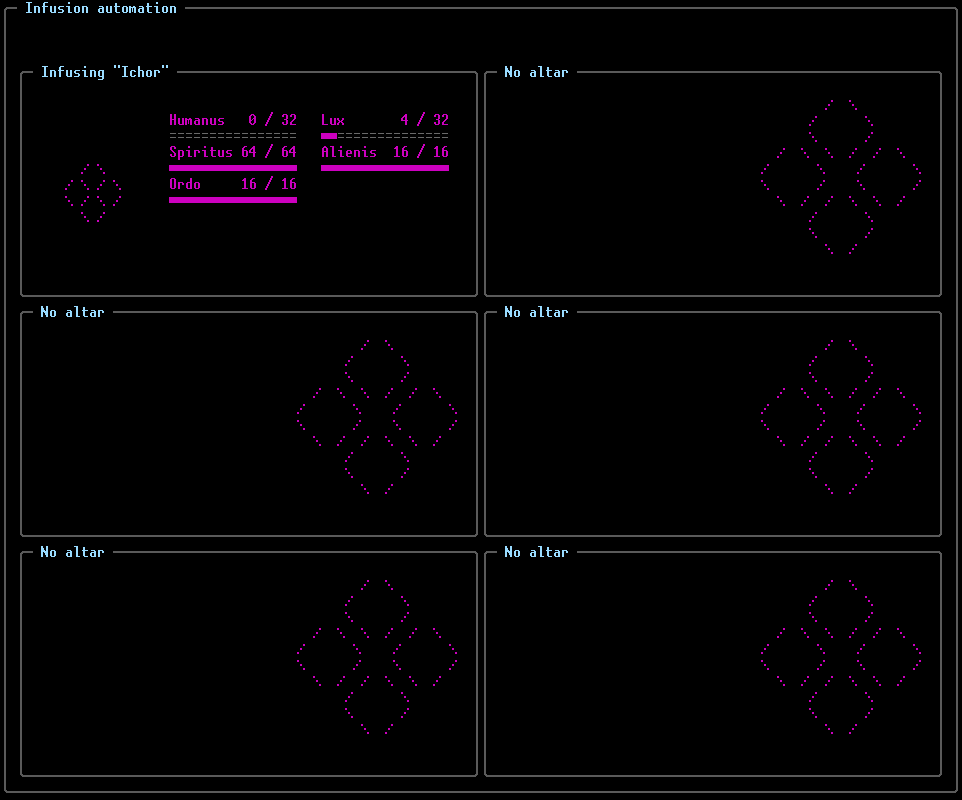 Infusion automation
Infusing "Ichor"
Humanus 0 / 32
Lux 4 / 32
Spiritus 64 / 64
Alienis 16 / 16
Ordo 16 / 16
No altar
No altar
No altar
No altar
No altar